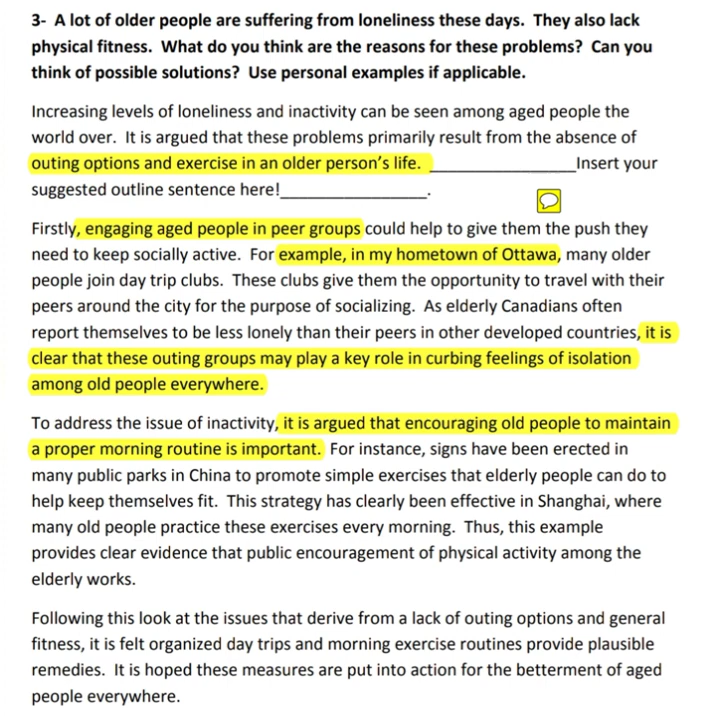 3- A lot of older people are suffering from loneliness these days. They also lack
physical fitness. What do you think are the reasons for these problems? Can you
think of possible solutions? Use personal examples if applicable.
Increasing levels of loneliness and inactivity can be seen among aged people the
world over. It is argued that these problems primarily result from the absence of
outing options and exercise in an older person's life. ________________Insert your
suggested outline sentence here!________________.
Firstly, engaging aged people in peer groups could help to give them the push they
need to keep socially active. For example, in my hometown of Ottawa, many older
people join day trip clubs. These clubs give them the opportunity to travel with their
peers around the city for the purpose of socializing. As elderly Canadians often
report themselves to be less lonely than their peers in other developed countries, it is
clear that these outing groups may play a key role in curbing feelings of isolation
among old people everywhere.
To address the issue of inactivity, it is argued that encouraging old people to maintain
a proper morning routine is important. For instance, signs have been erected in
many public parks in China to promote simple exercises that elderly people can do to
help keep themselves fit. This strategy has clearly been effective in Shanghai, where
many old people practice these exercises every morning. Thus, this example
provides clear evidence that public encouragement of physical activity among the
elderly works.
Following this look at the issues that derive from a lack of outing options and general
fitness, it is felt organized day trips and morning exercise routines provide plausible
remedies. It is hoped these measures are put into action for the betterment of aged
people everywhere.